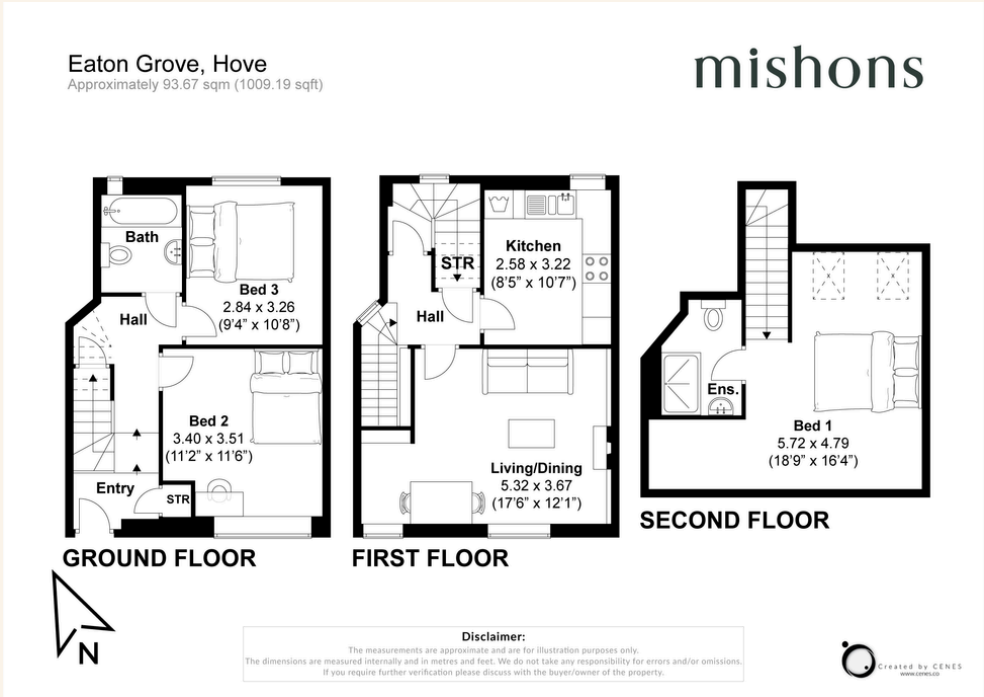 Eaton Grove, Hove
Approximately 93.67 sqm (1009.19 sqft)
mishons
Bath
Bed 3
2.84 x 3.26
(9'4" x 10'8")
Hall
Bed 2
3.40 x 3.51
(11'2" x 11'6")
Entry
STR
GROUND FLOOR
Kitchen
2.58 x 3.22
(8'5" x 10'7")
STR
Hall
Living/Dining
5.32 x 3.67
(17'6" x 12'1")
FIRST FLOOR
Ens.
Bed 1
5.72 x 4.79
(18'9" x 16'4")
SECOND FLOOR
N
Disclaimer:
The measurements are approximate and are for illustration purposes only.
The dimensions are measured internally and in metres and feet. We do not take any responsibility for errors and/or omissions.
If you require further verification please discuss with the buyer/owner of the property.
Created by CENES
www.cenes.co